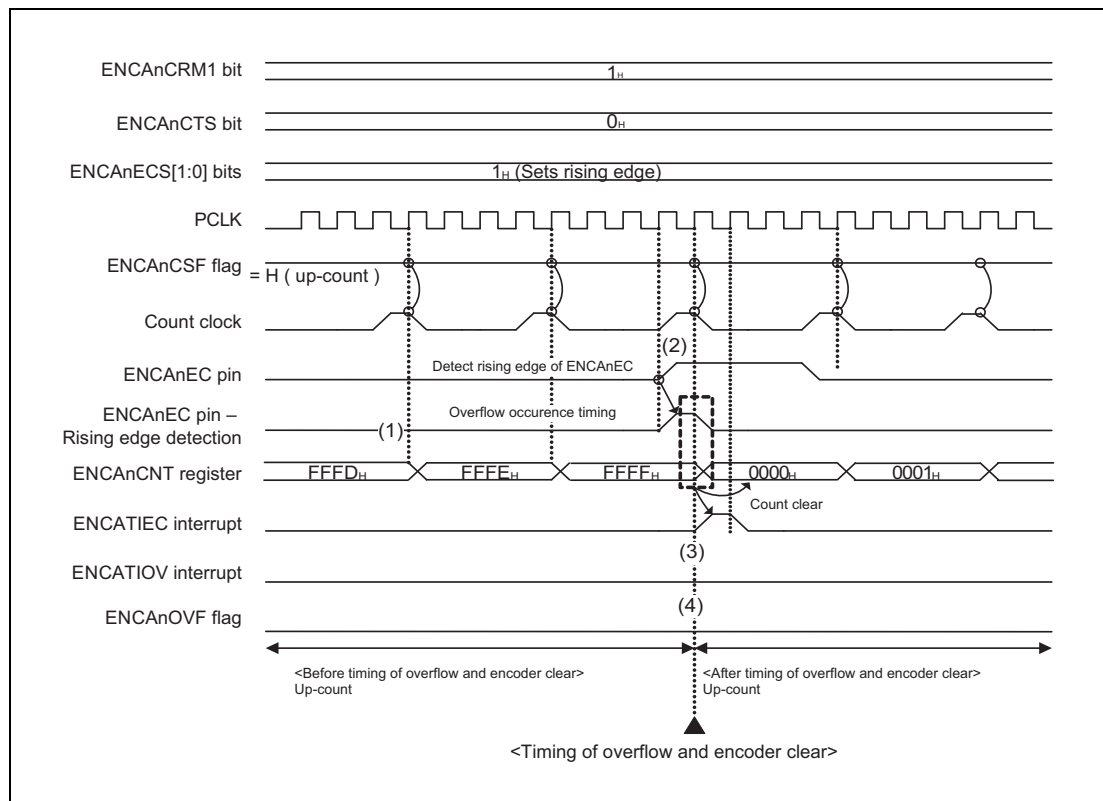 ENCAnCRM1 bit
1H
ENCAnCTS bit
0H
ENCAnECS[1:0] bits
1H (Sets rising edge)
PCLK
ENCAnCSF flag
= H ( up-count )
Count clock
(2)
Detect rising edge of ENCAnEC
ENCAnEC pin
ENCAnEC pin –
Rising edge detection
Overflow occurence timing
(1)
ENCAnCNT register
FFFDH FFFEH FFFFH 0000H 0001H
Count clear
ENCATIEC interrupt
(3)
ENCATIOV interrupt
(4)
ENCAnOVF flag
<Before timing of overflow and encoder clear>
Up-count
<After timing of overflow and encoder clear>
Up-count
<Timing of overflow and encoder clear>